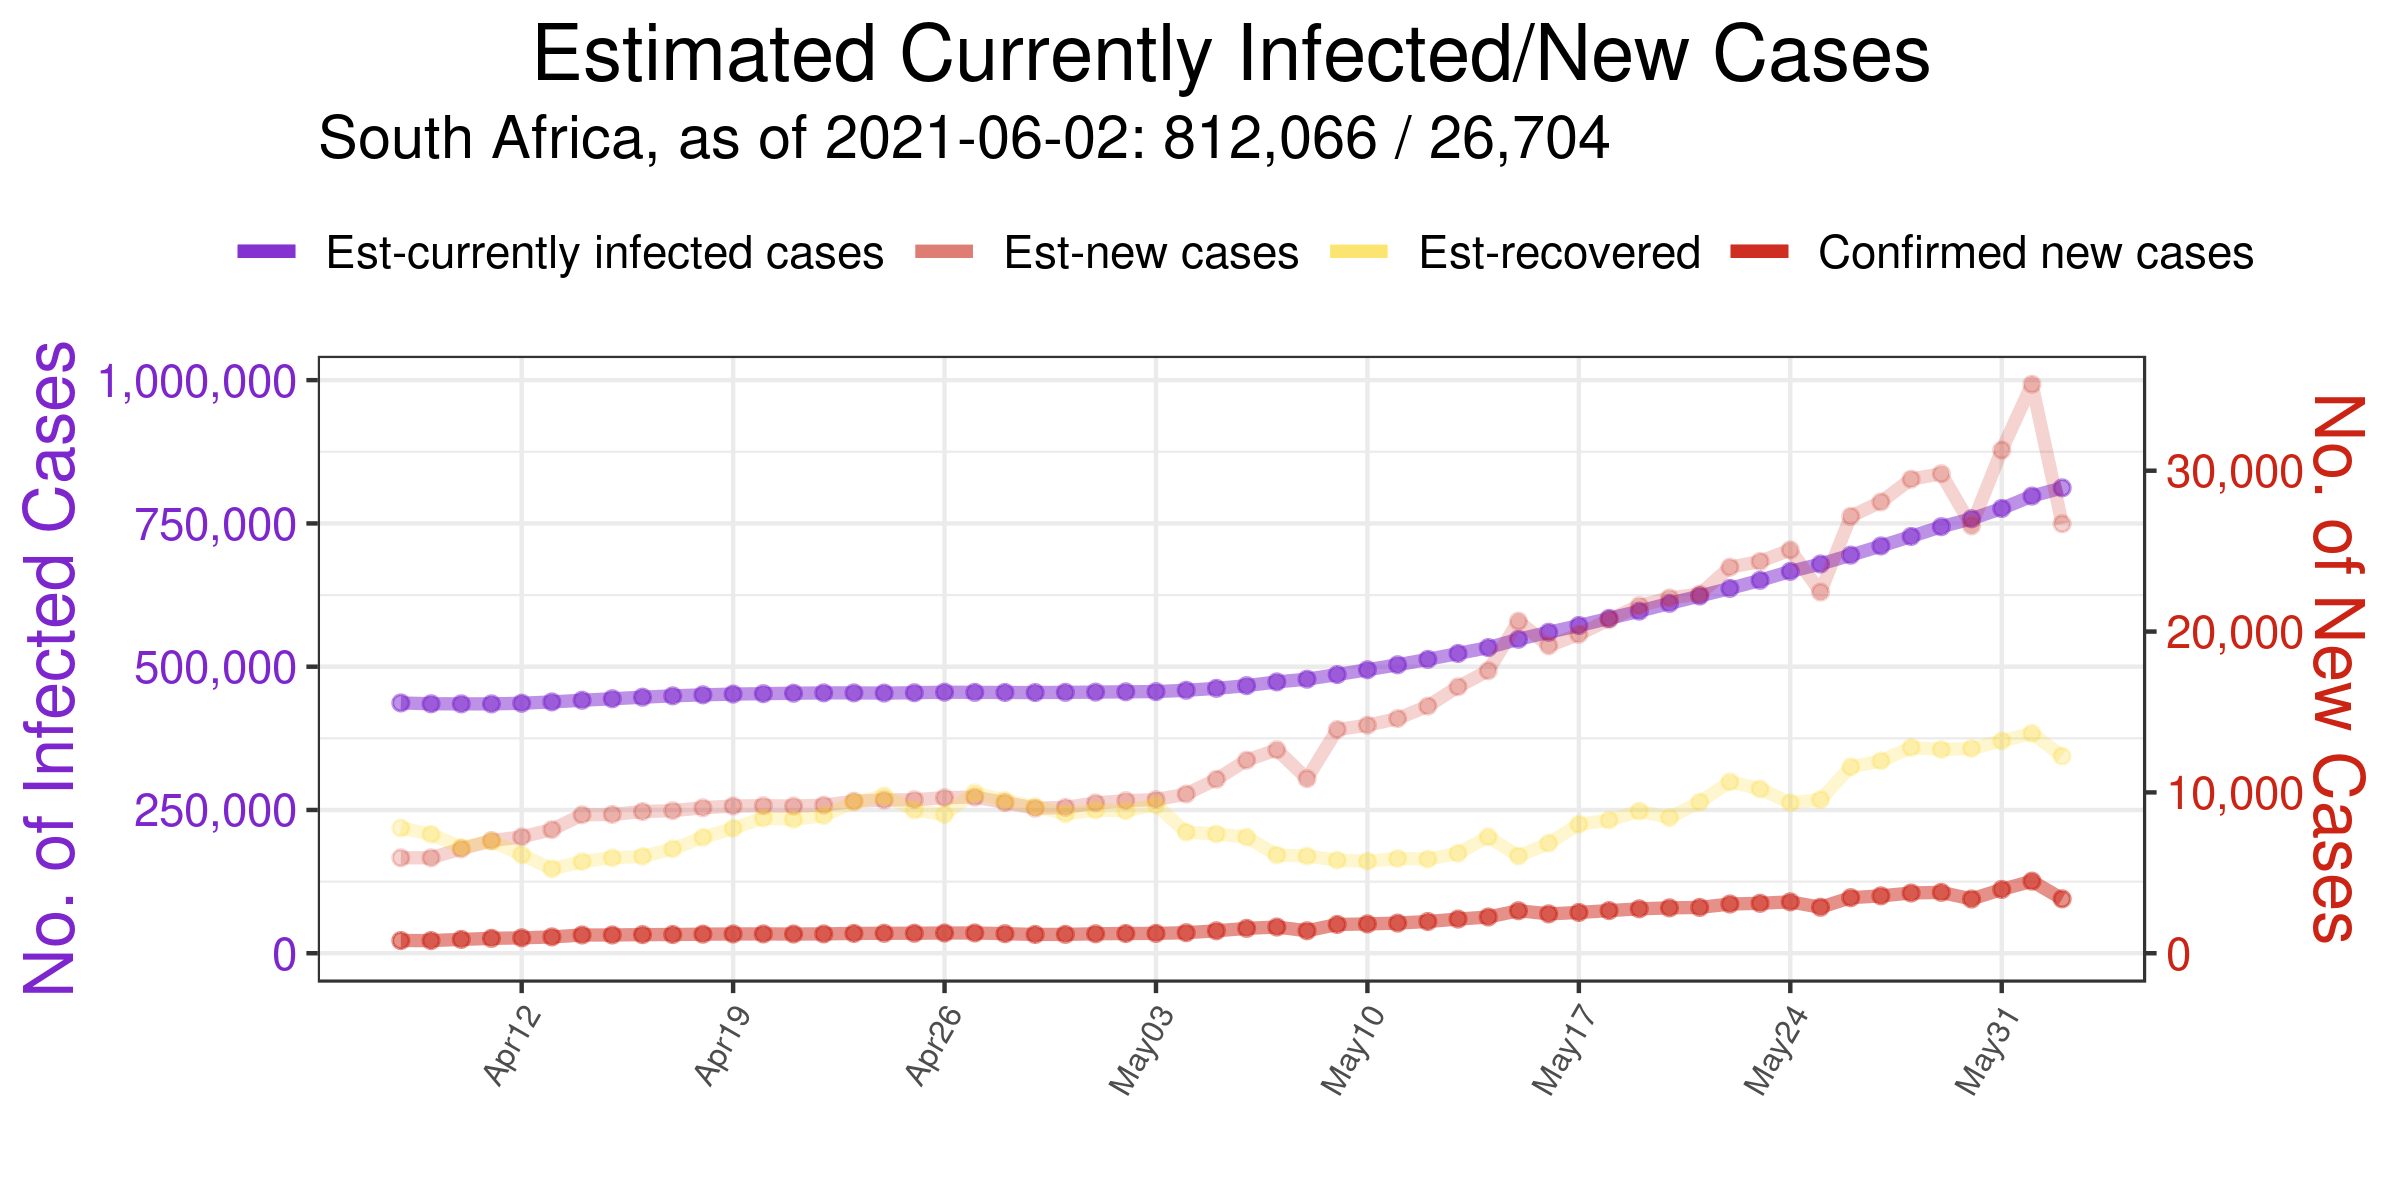 Estimated Currently Infected/New Cases
South Africa, as of 2021-06-02: 812,066 / 26,704
Est-currently infected cases Est-new cases Est-recovered Confirmed new cases
No. of Infected Cases
1,000,000
750,000
500,000
250,000
0
30,000
20,000
10,000
0
No. of New Cases
Apr12 Apr19 Apr26 May03 May10 May17 May24 May31